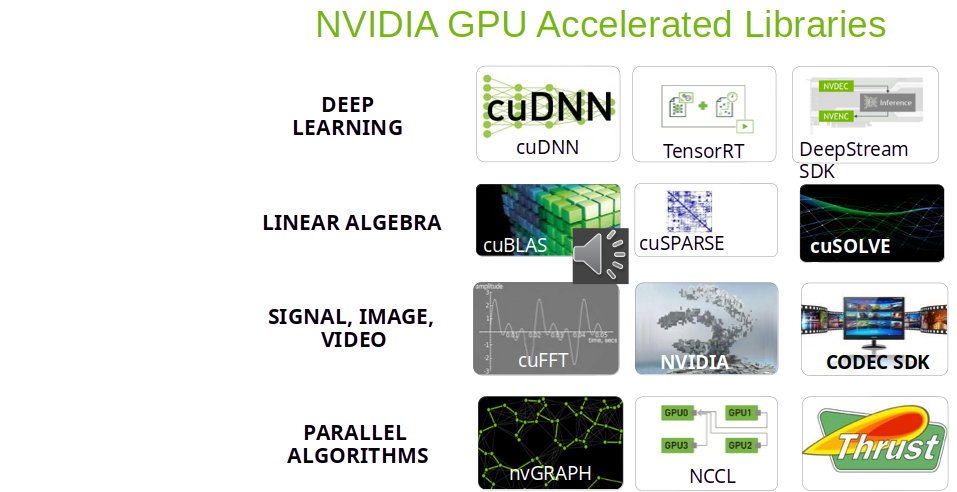 NVIDIA GPU Accelerated Libraries
DEEP
LEARNING
cuDNN
cuDNN
TensorRT
NVDEC
Inference
NVENC
DeepStream
SDK
LINEAR ALGEBRA
cuBLAS
cuSPARSE
cuSOLVE
SIGNAL, IMAGE,
VIDEO
amplitude
time, secs
cuFFT
NVIDIA
CODEC SDK
PARALLEL
ALGORITHMS
nvGRAPH
GPU0
GPU1
GPU3
GPU2
NCCL
Thrust